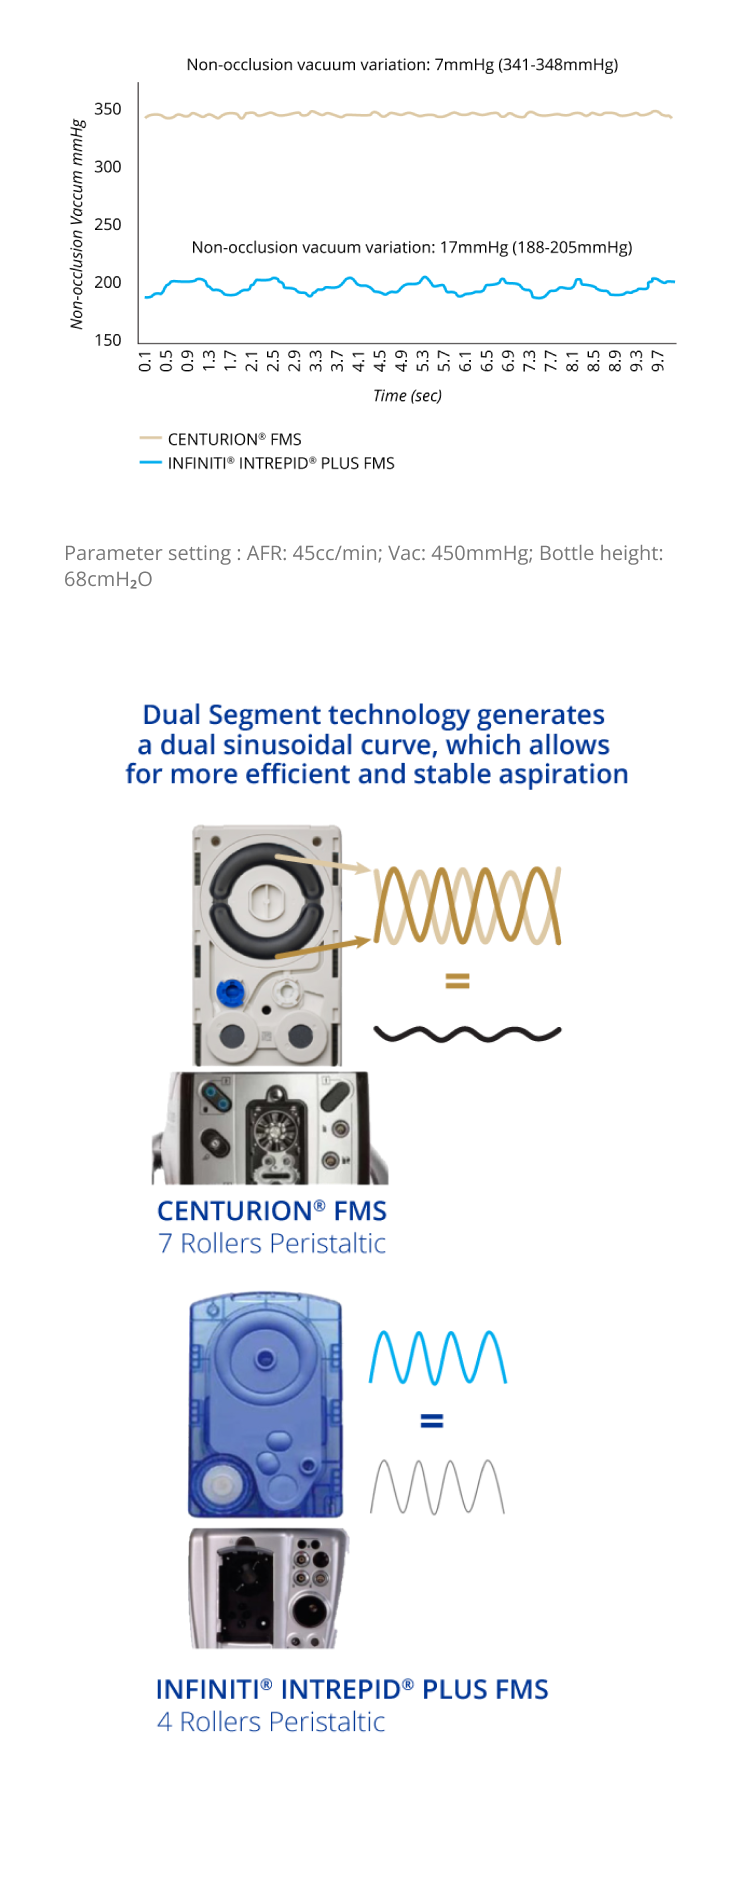 Non-occlusion vacuum variation: 7mmHg (341-348mmHg)
350
300
250
200
150
Non-occlusion Vaccum mmHg
Non-occlusion vacuum variation: 17mmHg (188-205mmHg)
0.1 0.5 0.9 1.3 1.7 2.1 2.5 2.9 3.3 3.7 4.1 4.5 4.9 5.3 5.7 6.1 6.5 6.9 7.3 7.7 8.1 8.5 8.9 9.3 9.7
Time (sec)
CENTURION® FMS
INFINITI® INTREPID® PLUS FMS
Parameter setting : AFR: 45cc/min; Vac: 450mmHg; Bottle height:
68cmH₂O
Dual Segment technology generates
a dual sinusoidal curve, which allows
for more efficient and stable aspiration
=
CENTURION® FMS
7 Rollers Peristaltic
=
INFINITI® INTREPID® PLUS FMS
4 Rollers Peristaltic